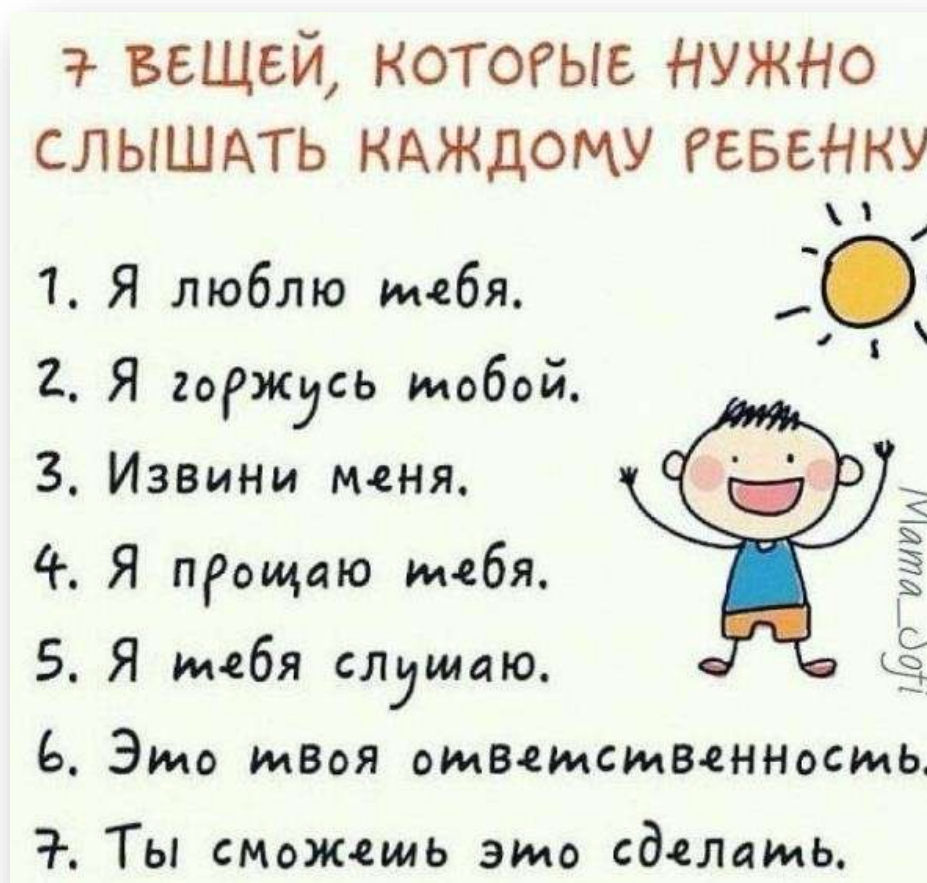 7 ВЕЩЕЙ, КОТОРЫЕ НУЖНО
СЛЫШАТЬ КАЖДОМУ РЕБЕНКУ
1. Я люблю тебя.
2. Я горжусь тобой.
3. Извини меня.
4. Я прощаю тебя.
5. Я тебя слушаю.
6. Это твоя ответственность.
7. Ты сможешь это сделать.
Mama_Sofi